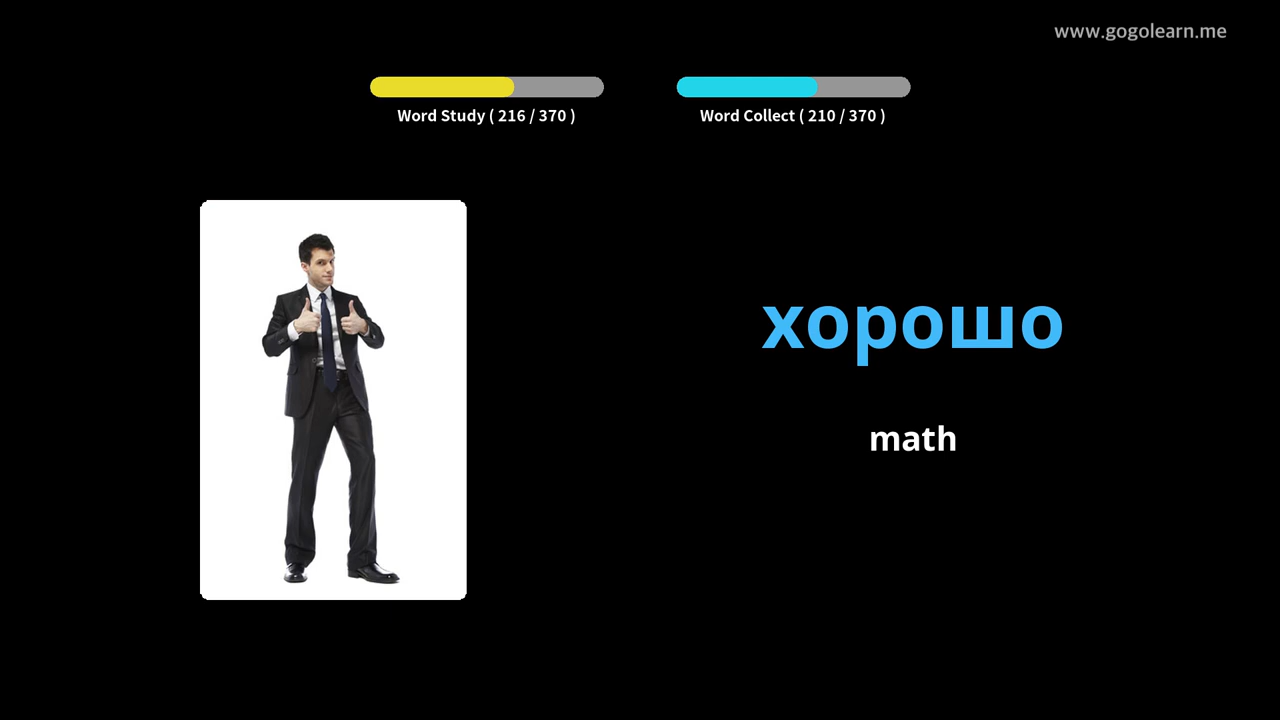 www.gogolearn.me
Word Study ( 216 / 370 )
Word Collect ( 210 / 370 )
хорошо
math